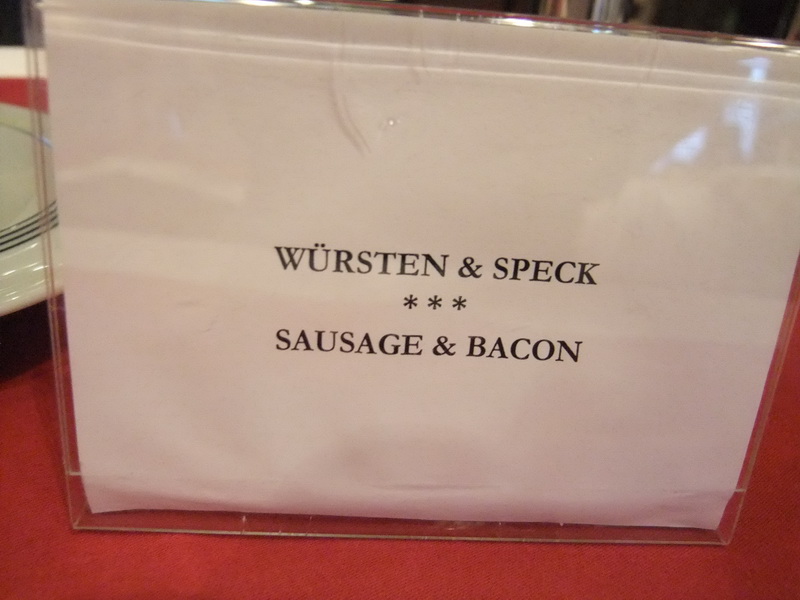 WÜRSTEN & SPECK
***
SAUSAGE & BACON